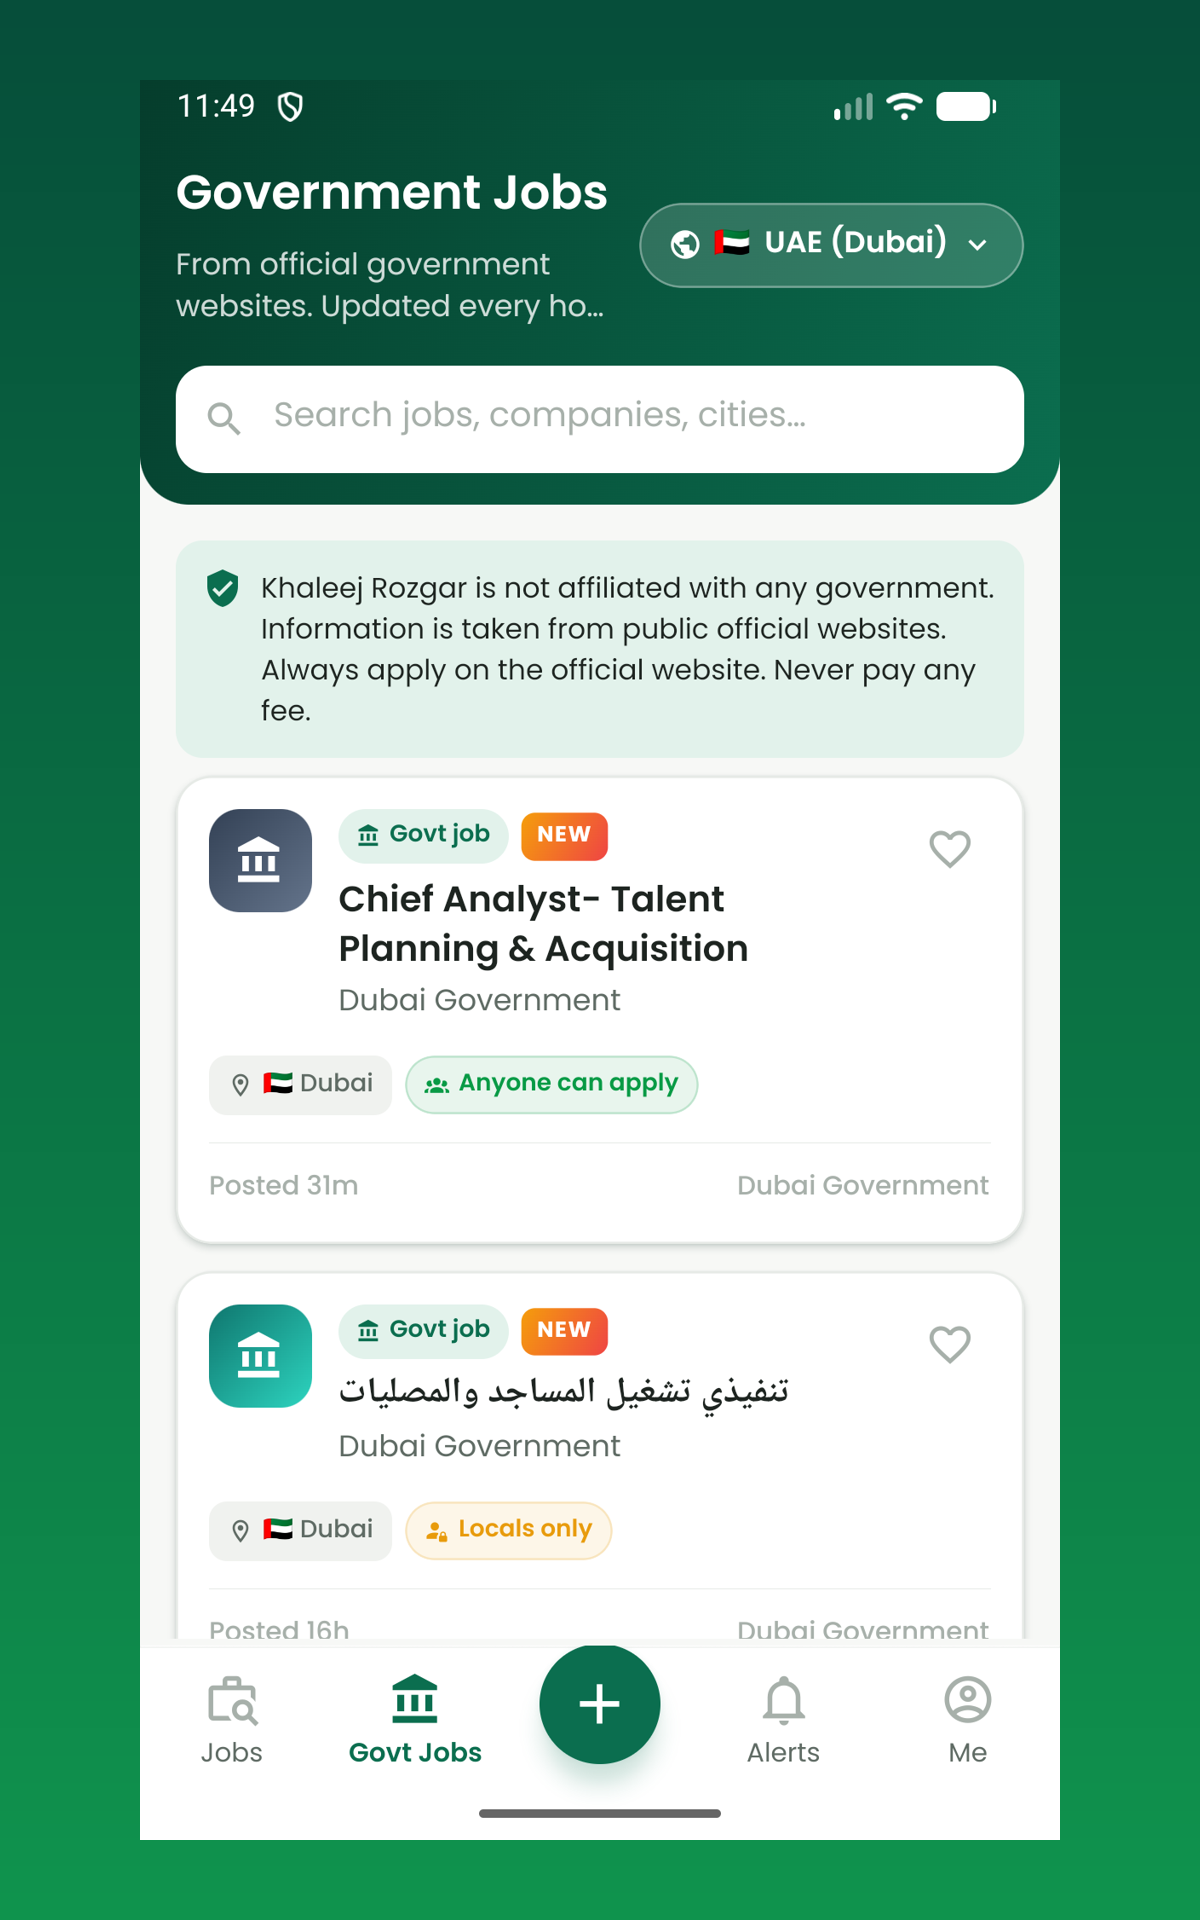 11:49
Government Jobs
From official government
websites. Updated every ho...
UAE (Dubai)
Search jobs, companies, cities...
Khaleej Rozgar is not affiliated with any government.
Information is taken from public official websites.
Always apply on the official website. Never pay any
fee.
Govt job NEW
Chief Analyst- Talent
Planning & Acquisition
Dubai Government
Dubai Anyone can apply
Posted 31m Dubai Government
Govt job NEW
تنفيذي تشغيل المساجد والمصليات
Dubai Government
Dubai Locals only
Posted 16h Dubai Government
Jobs Govt Jobs Alerts Me